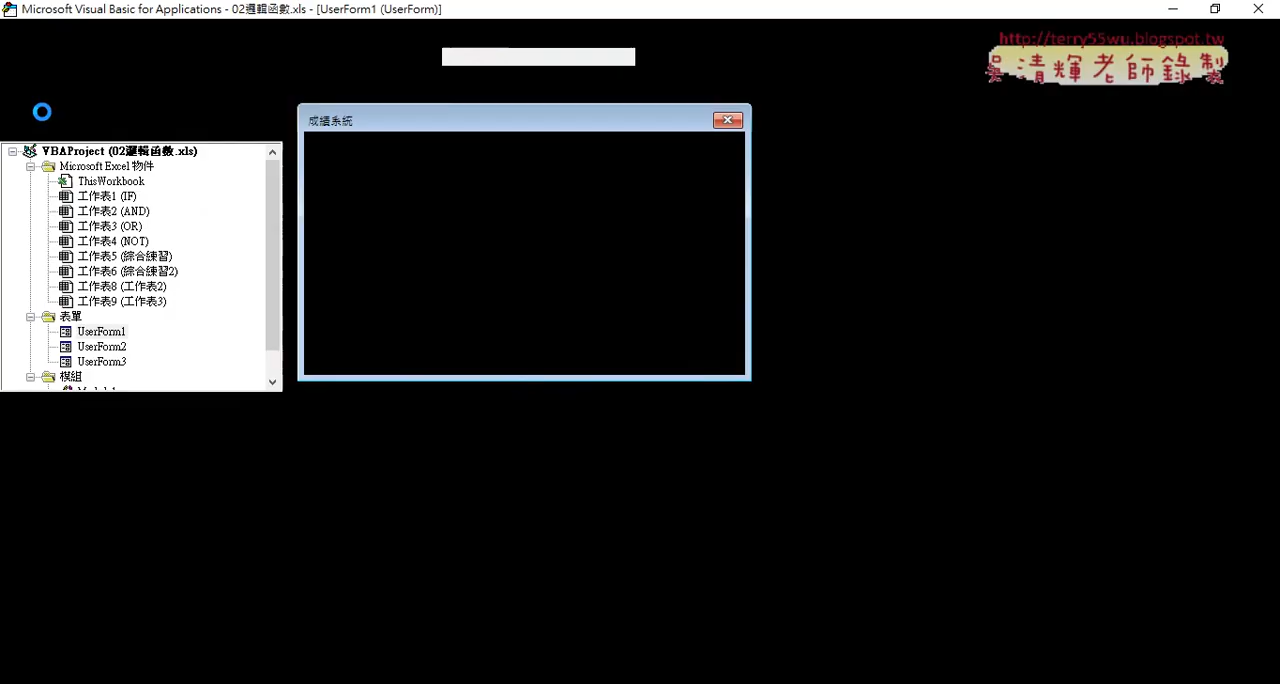 Microsoft Visual Basic for Applications - 02邏輯函數.xls - [UserForm1 (UserForm)]
http://terry55wu.blogspot.tw
吳清輝老師錄製
成績系統
VBAProject (02邏輯函數.xls)
Microsoft Excel 物件
ThisWorkbook
工作表1 (IF)
工作表2 (AND)
工作表3 (OR)
工作表4 (NOT)
工作表5 (綜合練習)
工作表6 (綜合練習2)
工作表8 (工作表2)
工作表9 (工作表3)
表單
UserForm1
UserForm2
UserForm3
模組